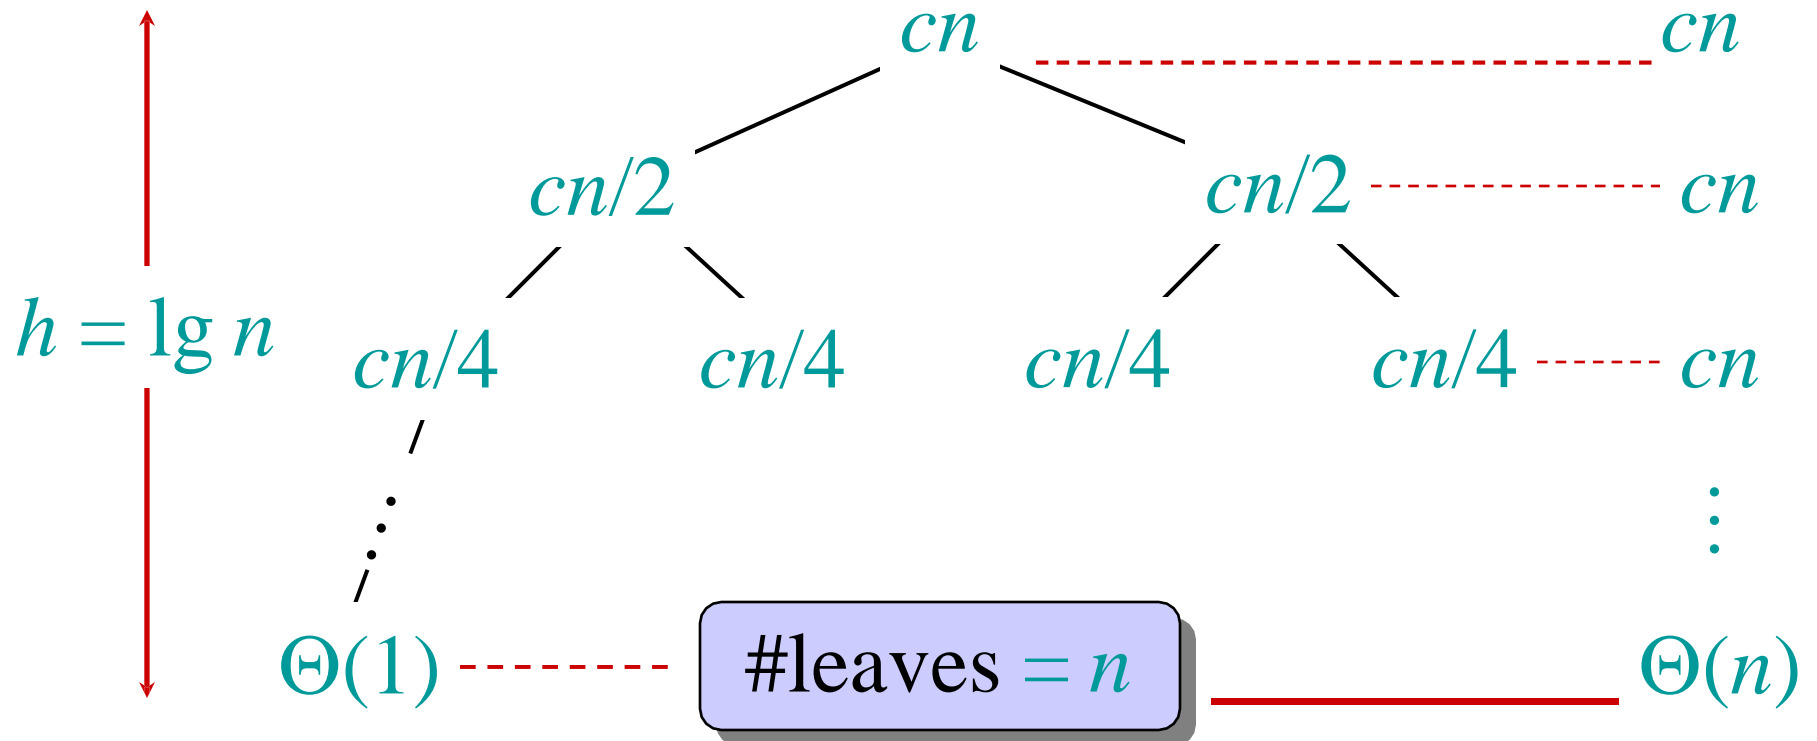 cn cn
cn/2 cn/2 cn
h = lg n cn/4 cn/4 cn/4 cn/4 cn
Θ(1) #leaves = n Θ(n)